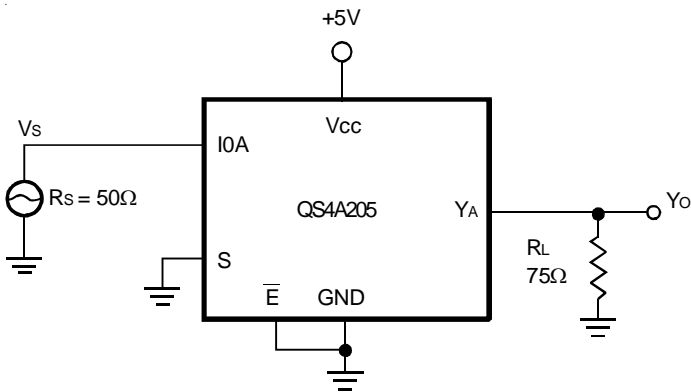 +5V
Vcc
VS
I0A
RS = 50Ω
QS4A205
YA
YO
S
RL
75Ω
E̅
GND